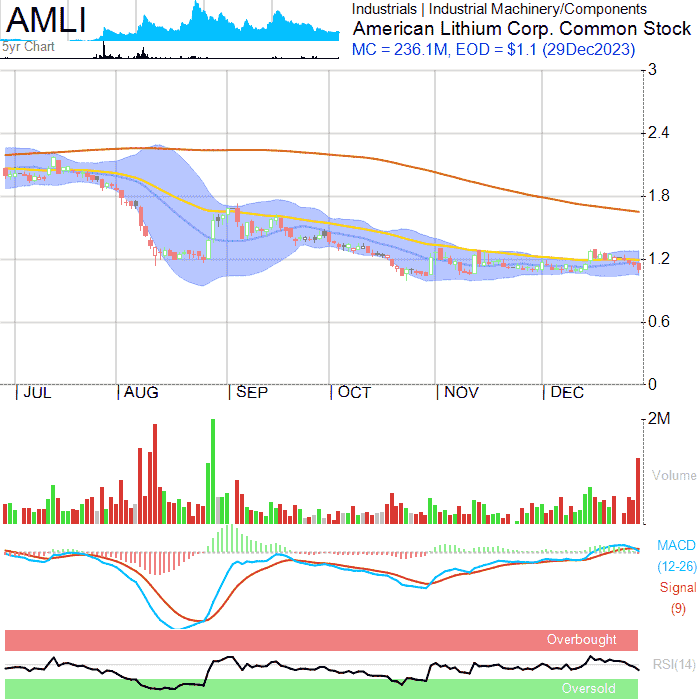 AMLI
5yr Chart
Industrials | Industrial Machinery/Components
American Lithium Corp. Common Stock
MC = 236.1M, EOD = $1.1 (29Dec2023)
3
2.4
1.8
1.2
0.6
0
| JUL | AUG | SEP | OCT | NOV | DEC
2M
Volume
MACD
(12-26)
Signal
(9)
Overbought
RSI(14)
Oversold